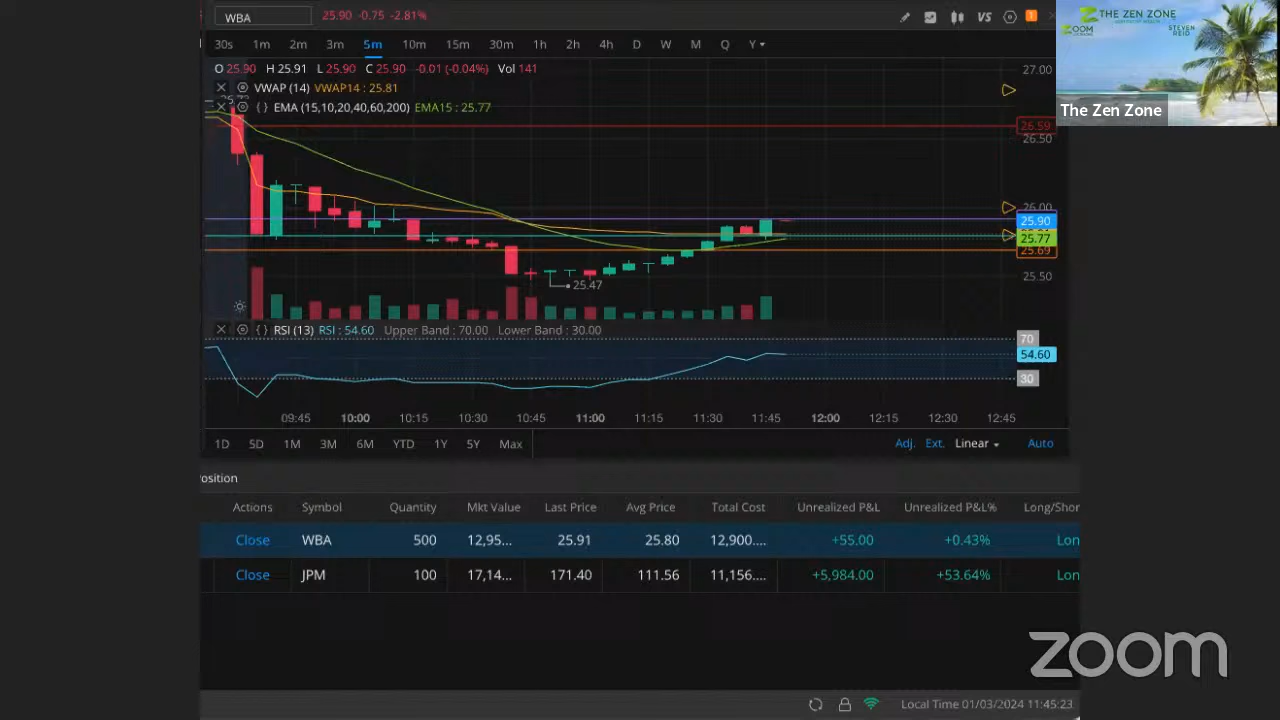 WBA
25.90 -0.75 -2.81%
VS
30s 1m 2m 3m 5m 10m 15m 30m 1h 2h 4h D W M Q Y
O 25.90 H 25.91 L 25.90 C 25.90 -0.01 (-0.04%) Vol 141
VWAP (14) VWAP14 : 25.81
EMA (15,10,20,40,60,200) EMA15 : 25.77
27.00
26.59
26.50
26.00
25.90
25.77
25.69
25.50
25.47
RSI (13) RSI : 54.60 Upper Band : 70.00 Lower Band : 30.00
70
54.60
30
09:45 10:00 10:15 10:30 10:45 11:00 11:15 11:30 11:45 12:00 12:15 12:30 12:45
1D 5D 1M 3M 6M YTD 1Y 5Y Max
Adj. Ext. Linear Auto
osition
Actions Symbol Quantity Mkt Value Last Price Avg Price Total Cost Unrealized P&L Unrealized P&L% Long/Shor
Close WBA 500 12,95... 25.91 25.80 12,900.... +55.00 +0.43% Lon
Close JPM 100 17,14... 171.40 111.56 11,156.... +5,984.00 +53.64% Lon
Local Time 01/03/2024 11:45:23
THE ZEN ZONE
ZOOM
STEVEN
REID
The Zen Zone
zoom